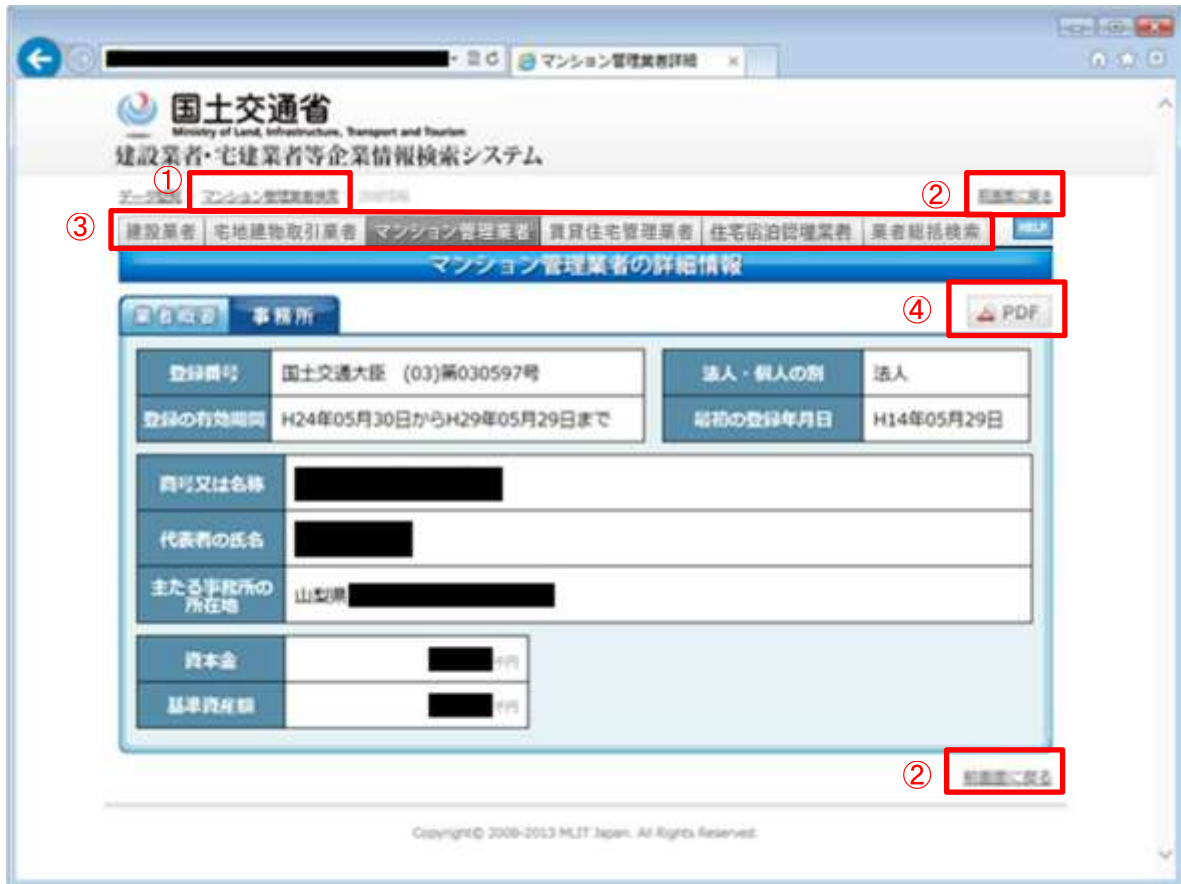 マンション管理業者詳細 ×
国土交通省
Ministry of Land, Infrastructure, Transport and Tourism
建設業者・宅建業者等企業情報検索システム
①
マンション管理業者検索
②
前画面に戻る
③
建設業者 宅地建物取引業者 マンション管理業者 賃貸住宅管理業者 住宅宿泊管理業者 業者総括検索 HELP
マンション管理業者の詳細情報
業者概要 事務所
④ PDF
登録番号 国土交通大臣 (03)第030597号 法人・個人の別 法人
登録の有効期間 H24年05月30日からH29年05月29日まで 最初の登録年月日 H14年05月29日
商号又は名称
代表者の氏名
主たる事務所の
所在地
山梨県
資本金 千円
基準資産額 千円
② 前画面に戻る
Copyright© 2008-2013 MLIT Japan. All Rights Reserved.